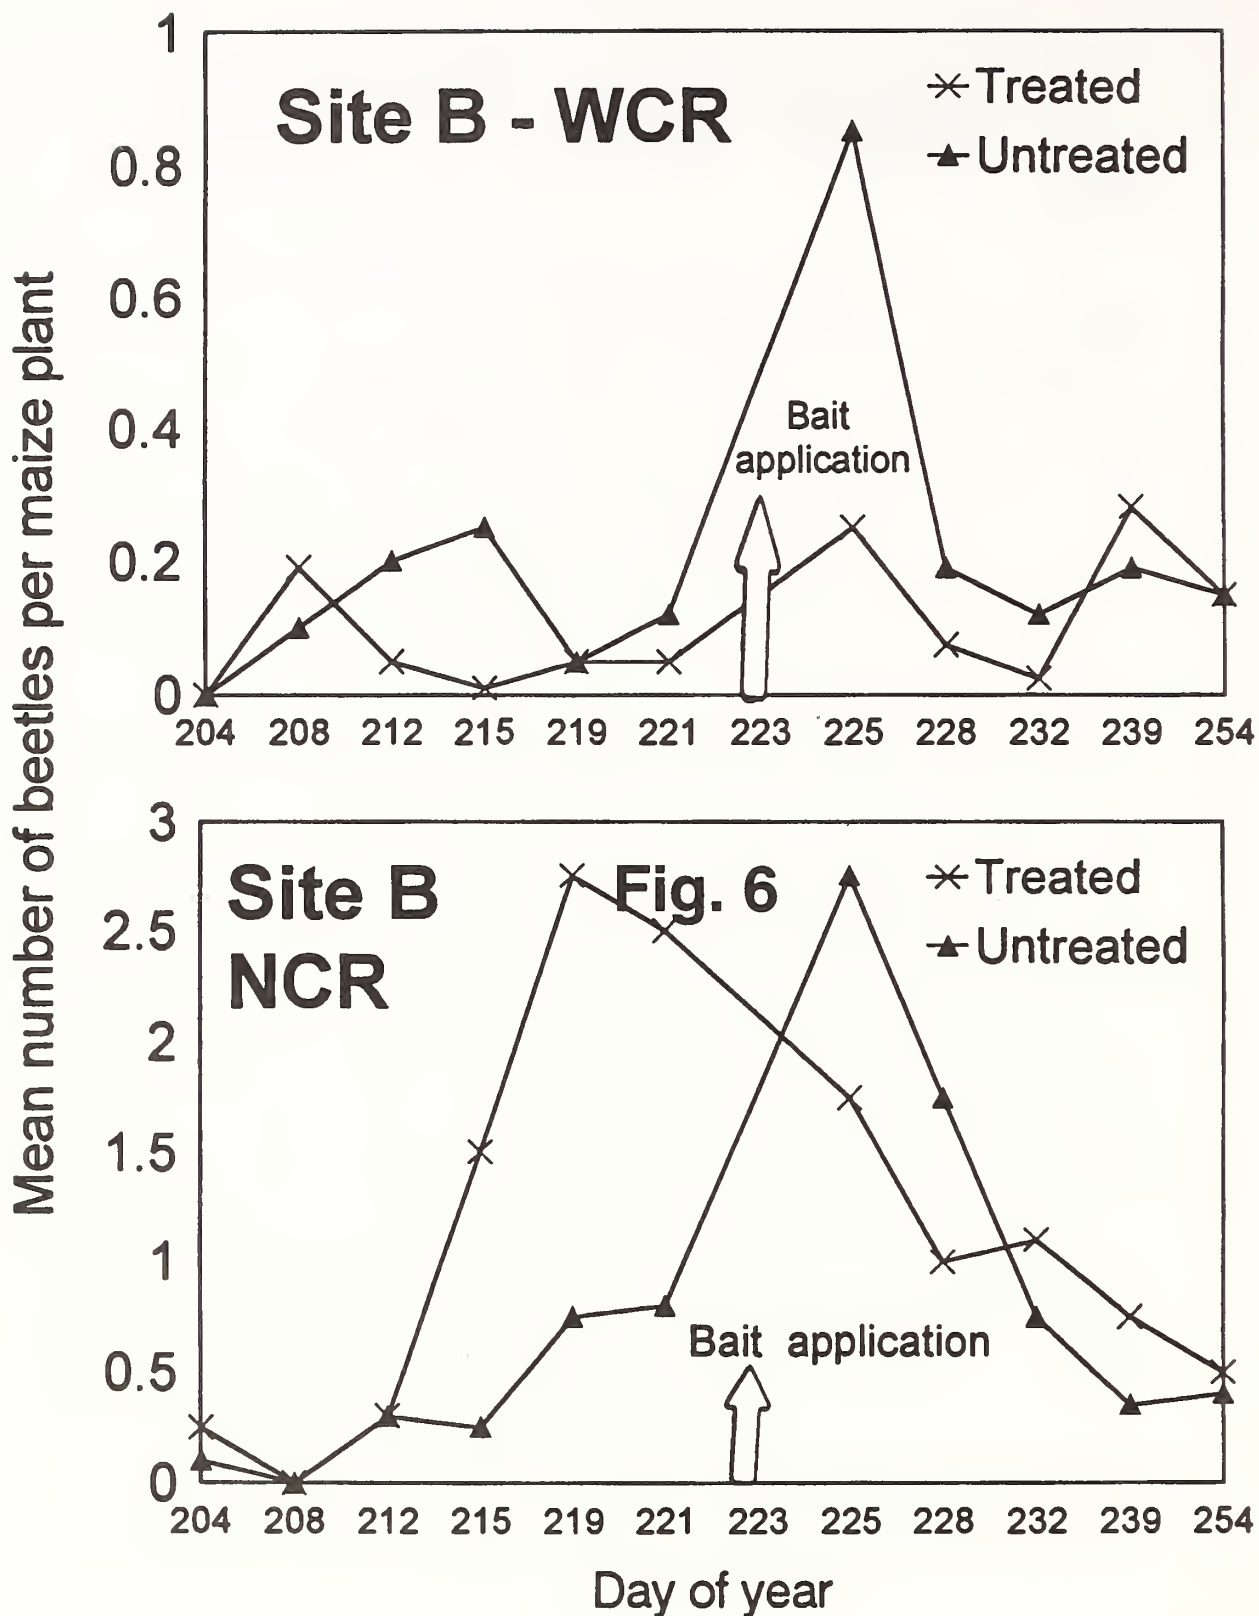 Mean number of beetles per maize plant
1
0.8
0.6
0.4
0.2
0
Site B - WCR
Treated
Untreated
Bait
application
204 208 212 215 219 221 223 225 228 232 239 254
3
2.5
2
1.5
1
0.5
0
Site B
NCR
Fig. 6
Treated
Untreated
Bait application
204 208 212 215 219 221 223 225 228 232 239 254
Day of year